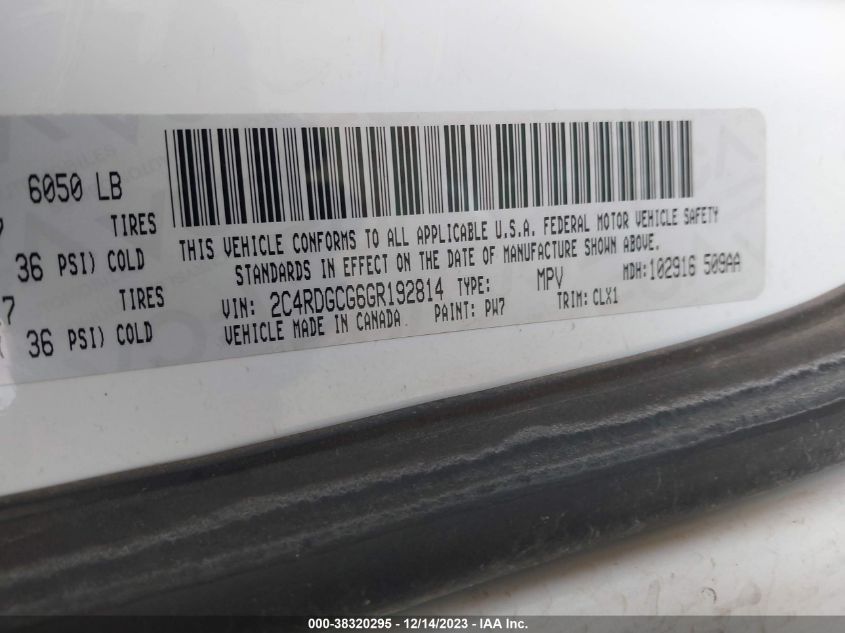 6050 LB
TIRES
36 PSI) COLD
7 TIRES
36 PSI) COLD
THIS VEHICLE CONFORMS TO ALL APPLICABLE U.S.A. FEDERAL MOTOR VEHICLE SAFETY
STANDARDS IN EFFECT ON THE DATE OF MANUFACTURE SHOWN ABOVE.
VIN: 2C4RDGCG6GR192814 TYPE: MPV MDH:102916 509AA
VEHICLE MADE IN CANADA. PAINT: PW7 TRIM: CLX1
000-38320295 - 12/14/2023 - IAA Inc.